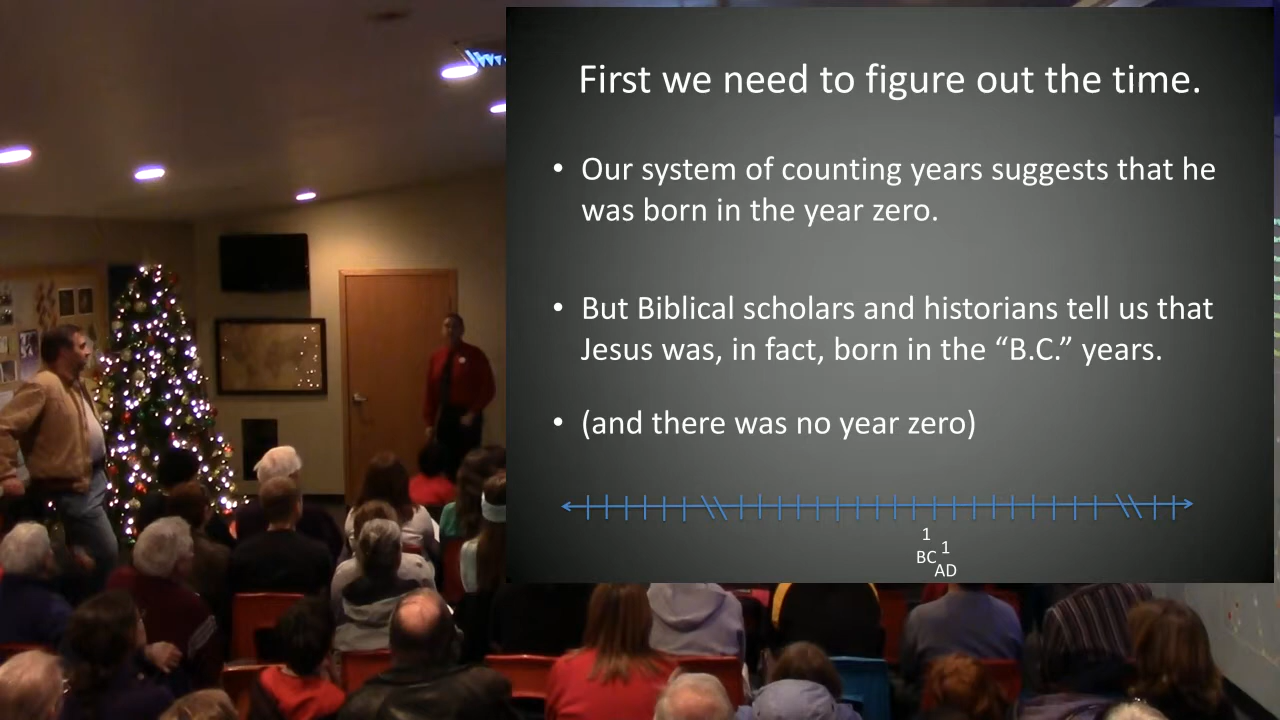 First we need to figure out the time.
• Our system of counting years suggests that he
was born in the year zero.
• But Biblical scholars and historians tell us that
Jesus was, in fact, born in the “B.C.” years.
• (and there was no year zero)
1
BC
1
AD